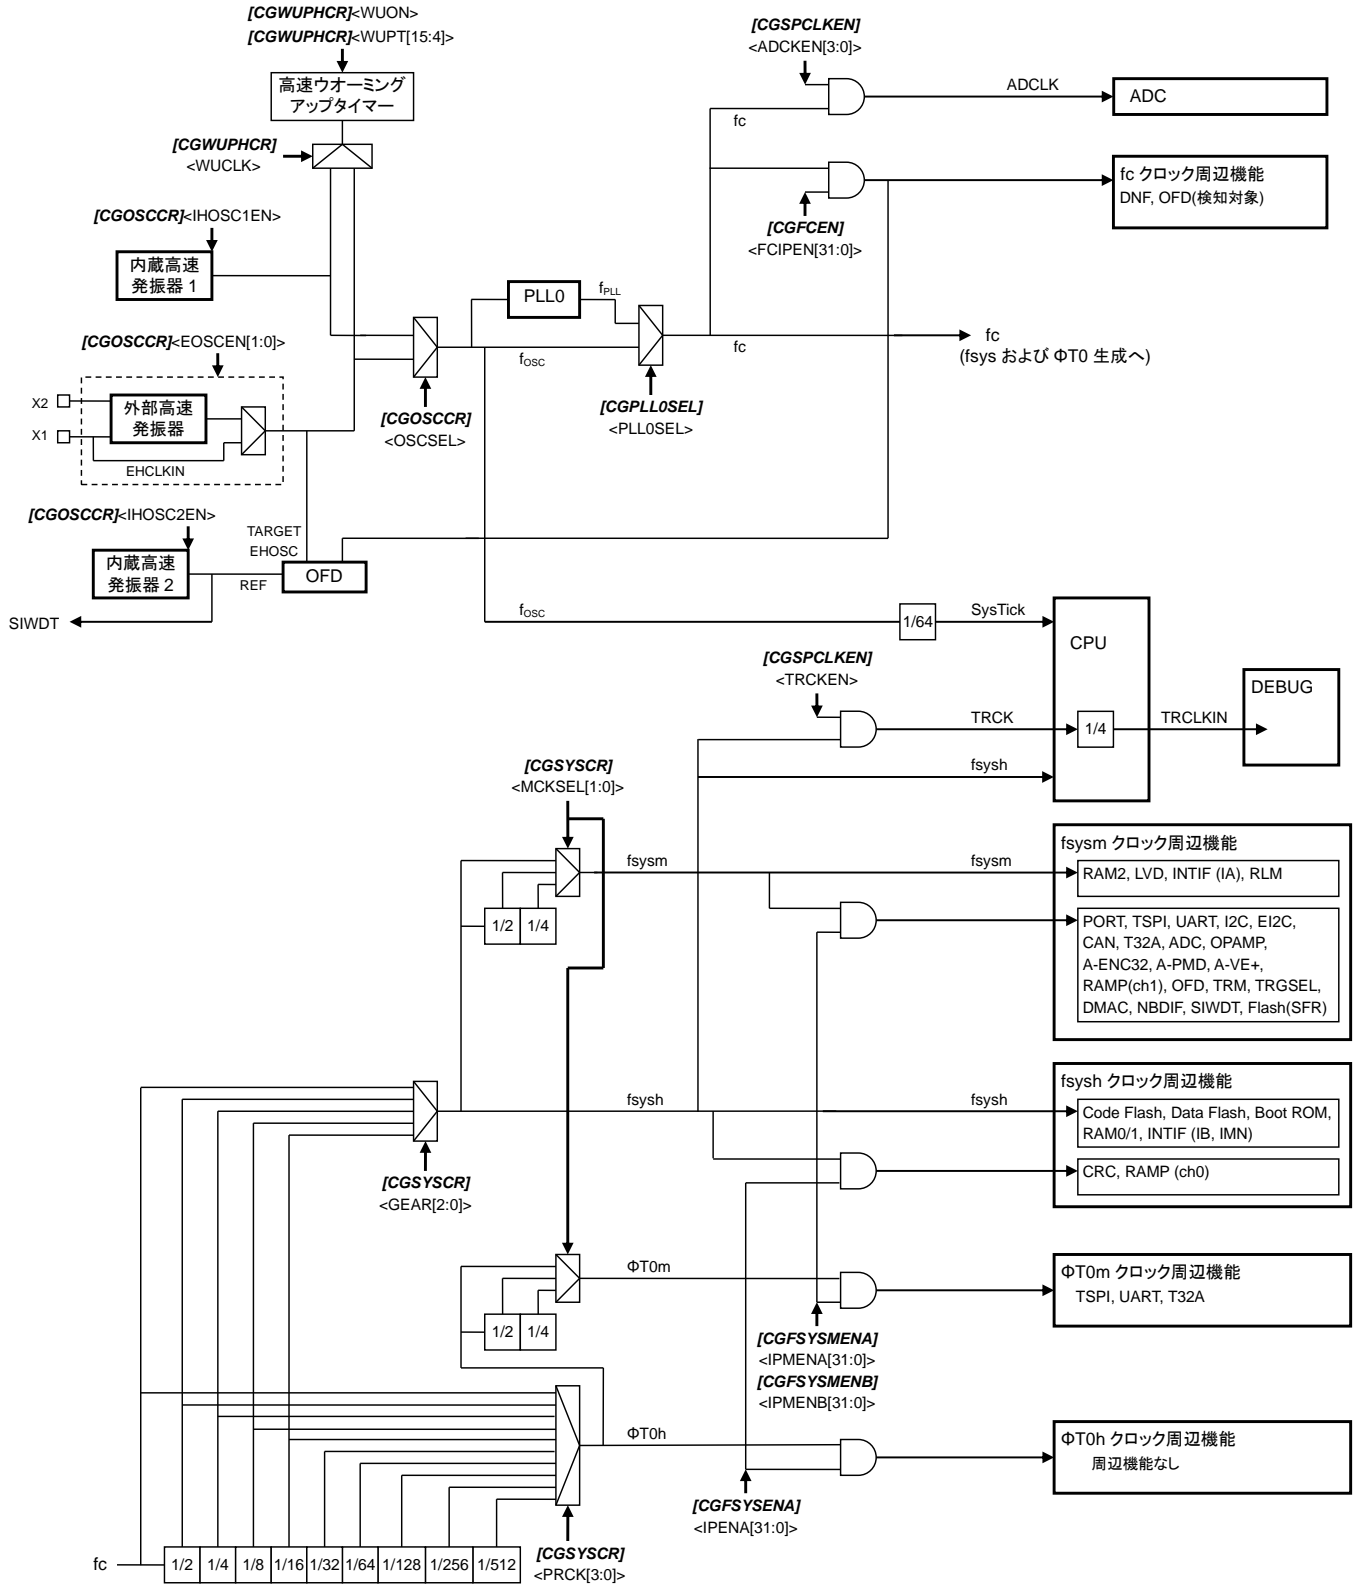 [CGWUPHCR]<WUON>
[CGWUPHCR]<WUPT[15:4]>
高速ウオーミング
アップタイマー
[CGWUPHCR]
<WUCLK>
[CGSPCLKEN]
<ADCKEN[3:0]>
ADCLK
ADC
fc
fc クロック周辺機能
DNF, OFD(検知対象)
[CGFCEN]
<FCIPEN[31:0]>
[CGOSCCR]<IHOSC1EN>
内蔵高速
発振器 1
PLL0
fPLL
fOSC
fc
fc
(fsys および ΦT0 生成へ)
[CGOSCCR]<EOSCEN[1:0]>
X2
外部高速
発振器
X1
EHCLKIN
[CGOSCCR]
<OSCSEL>
[CGPLL0SEL]
<PLL0SEL>
[CGOSCCR]<IHOSC2EN>
内蔵高速
発振器 2
TARGET
EHOSC
REF
OFD
SIWDT
fOSC
1/64
SysTick
CPU
[CGSPCLKEN]
<TRCKEN>
TRCK
1/4
TRCLKIN
DEBUG
fsysh
[CGSYSCR]
<MCKSEL[1:0]>
fsysm
fsysm
1/2
1/4
fsysm クロック周辺機能
RAM2, LVD, INTIF (IA), RLM
PORT, TSPI, UART, I2C, EI2C,
CAN, T32A, ADC, OPAMP,
A-ENC32, A-PMD, A-VE+,
RAMP(ch1), OFD, TRM, TRGSEL,
DMAC, NBDIF, SIWDT, Flash(SFR)
fsysh
fsysh
fsysh クロック周辺機能
Code Flash, Data Flash, Boot ROM,
RAM0/1, INTIF (IB, IMN)
CRC, RAMP (ch0)
[CGSYSCR]
<GEAR[2:0]>
ΦT0m
1/2
1/4
ΦT0m クロック周辺機能
TSPI, UART, T32A
[CGFSYSMENA]
<IPMENA[31:0]>
[CGFSYSMENB]
<IPMENB[31:0]>
ΦT0h
ΦT0h クロック周辺機能
周辺機能なし
[CGFSYSENA]
<IPENA[31:0]>
fc
1/2
1/4
1/8
1/16
1/32
1/64
1/128
1/256
1/512
[CGSYSCR]
<PRCK[3:0]>